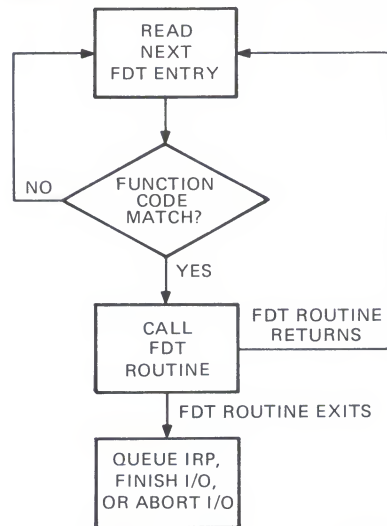 READ
NEXT
FDT ENTRY
NO
FUNCTION
CODE
MATCH?
YES
CALL
FDT
ROUTINE
FDT ROUTINE
RETURNS
FDT ROUTINE EXITS
QUEUE IRP,
FINISH I/O,
OR ABORT I/O